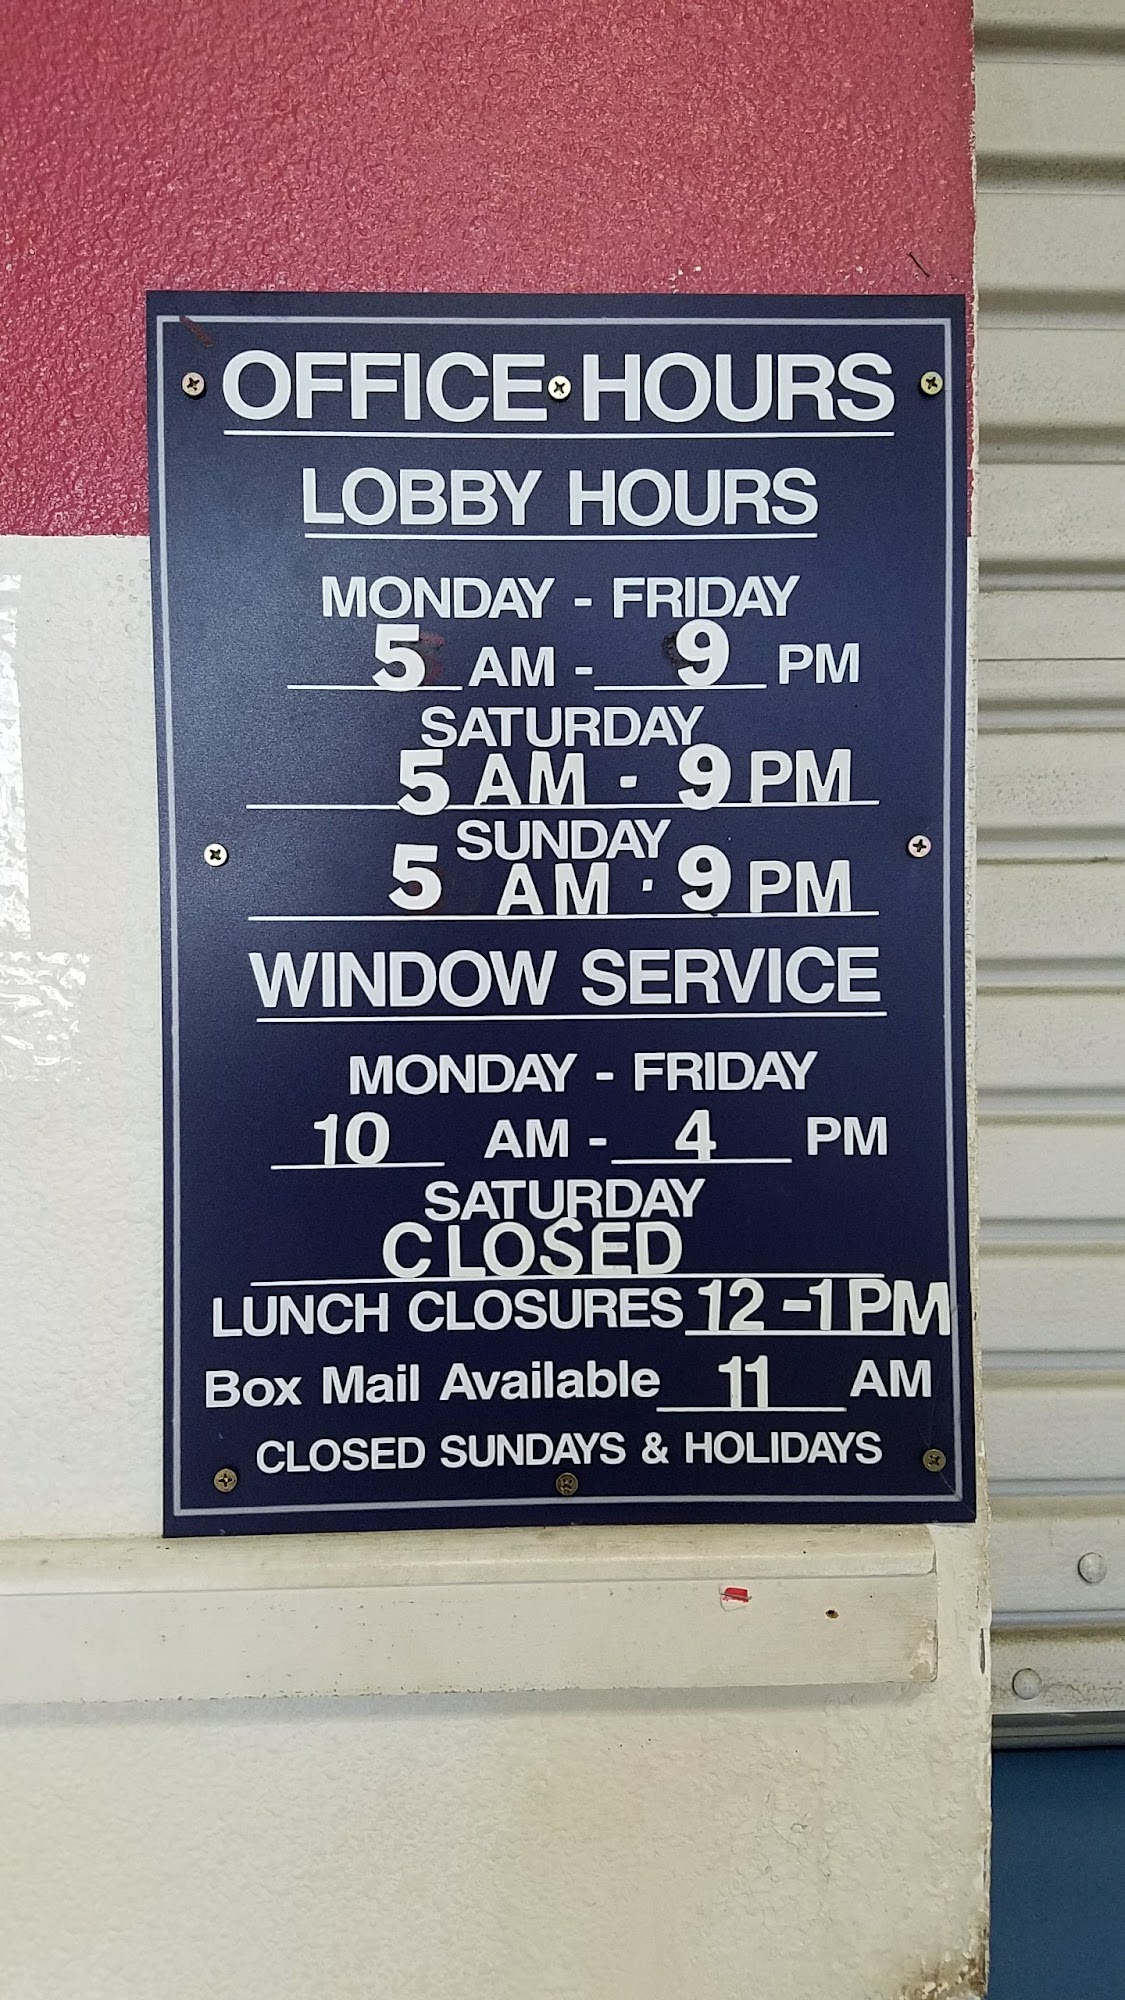 OFFICE HOURS
LOBBY HOURS
MONDAY - FRIDAY
5 AM - 9 PM
SATURDAY
5 AM - 9 PM
SUNDAY
5 AM - 9 PM
WINDOW SERVICE
MONDAY - FRIDAY
10 AM - 4 PM
SATURDAY
CLOSED
LUNCH CLOSURES 12 -1 PM
Box Mail Available 11 AM
CLOSED SUNDAYS & HOLIDAYS